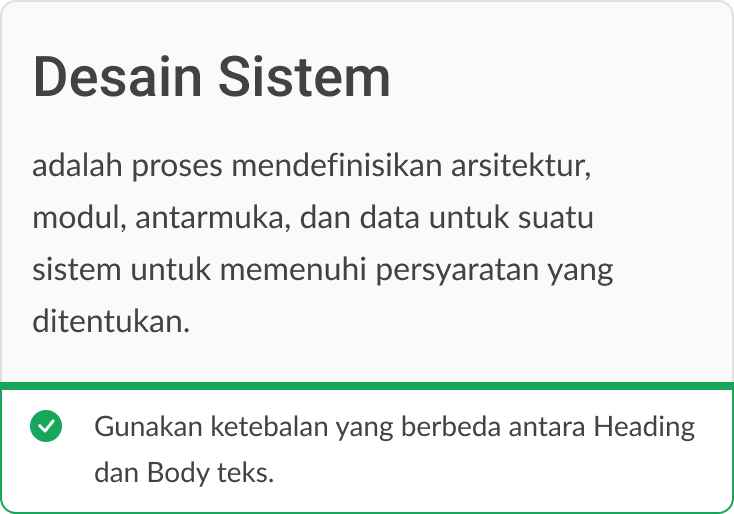 Desain Sistem
adalah proses mendefinisikan arsitektur,
modul, antarmuka, dan data untuk suatu
sistem untuk memenuhi persyaratan yang
ditentukan.
Gunakan ketebalan yang berbeda antara Heading
dan Body teks.